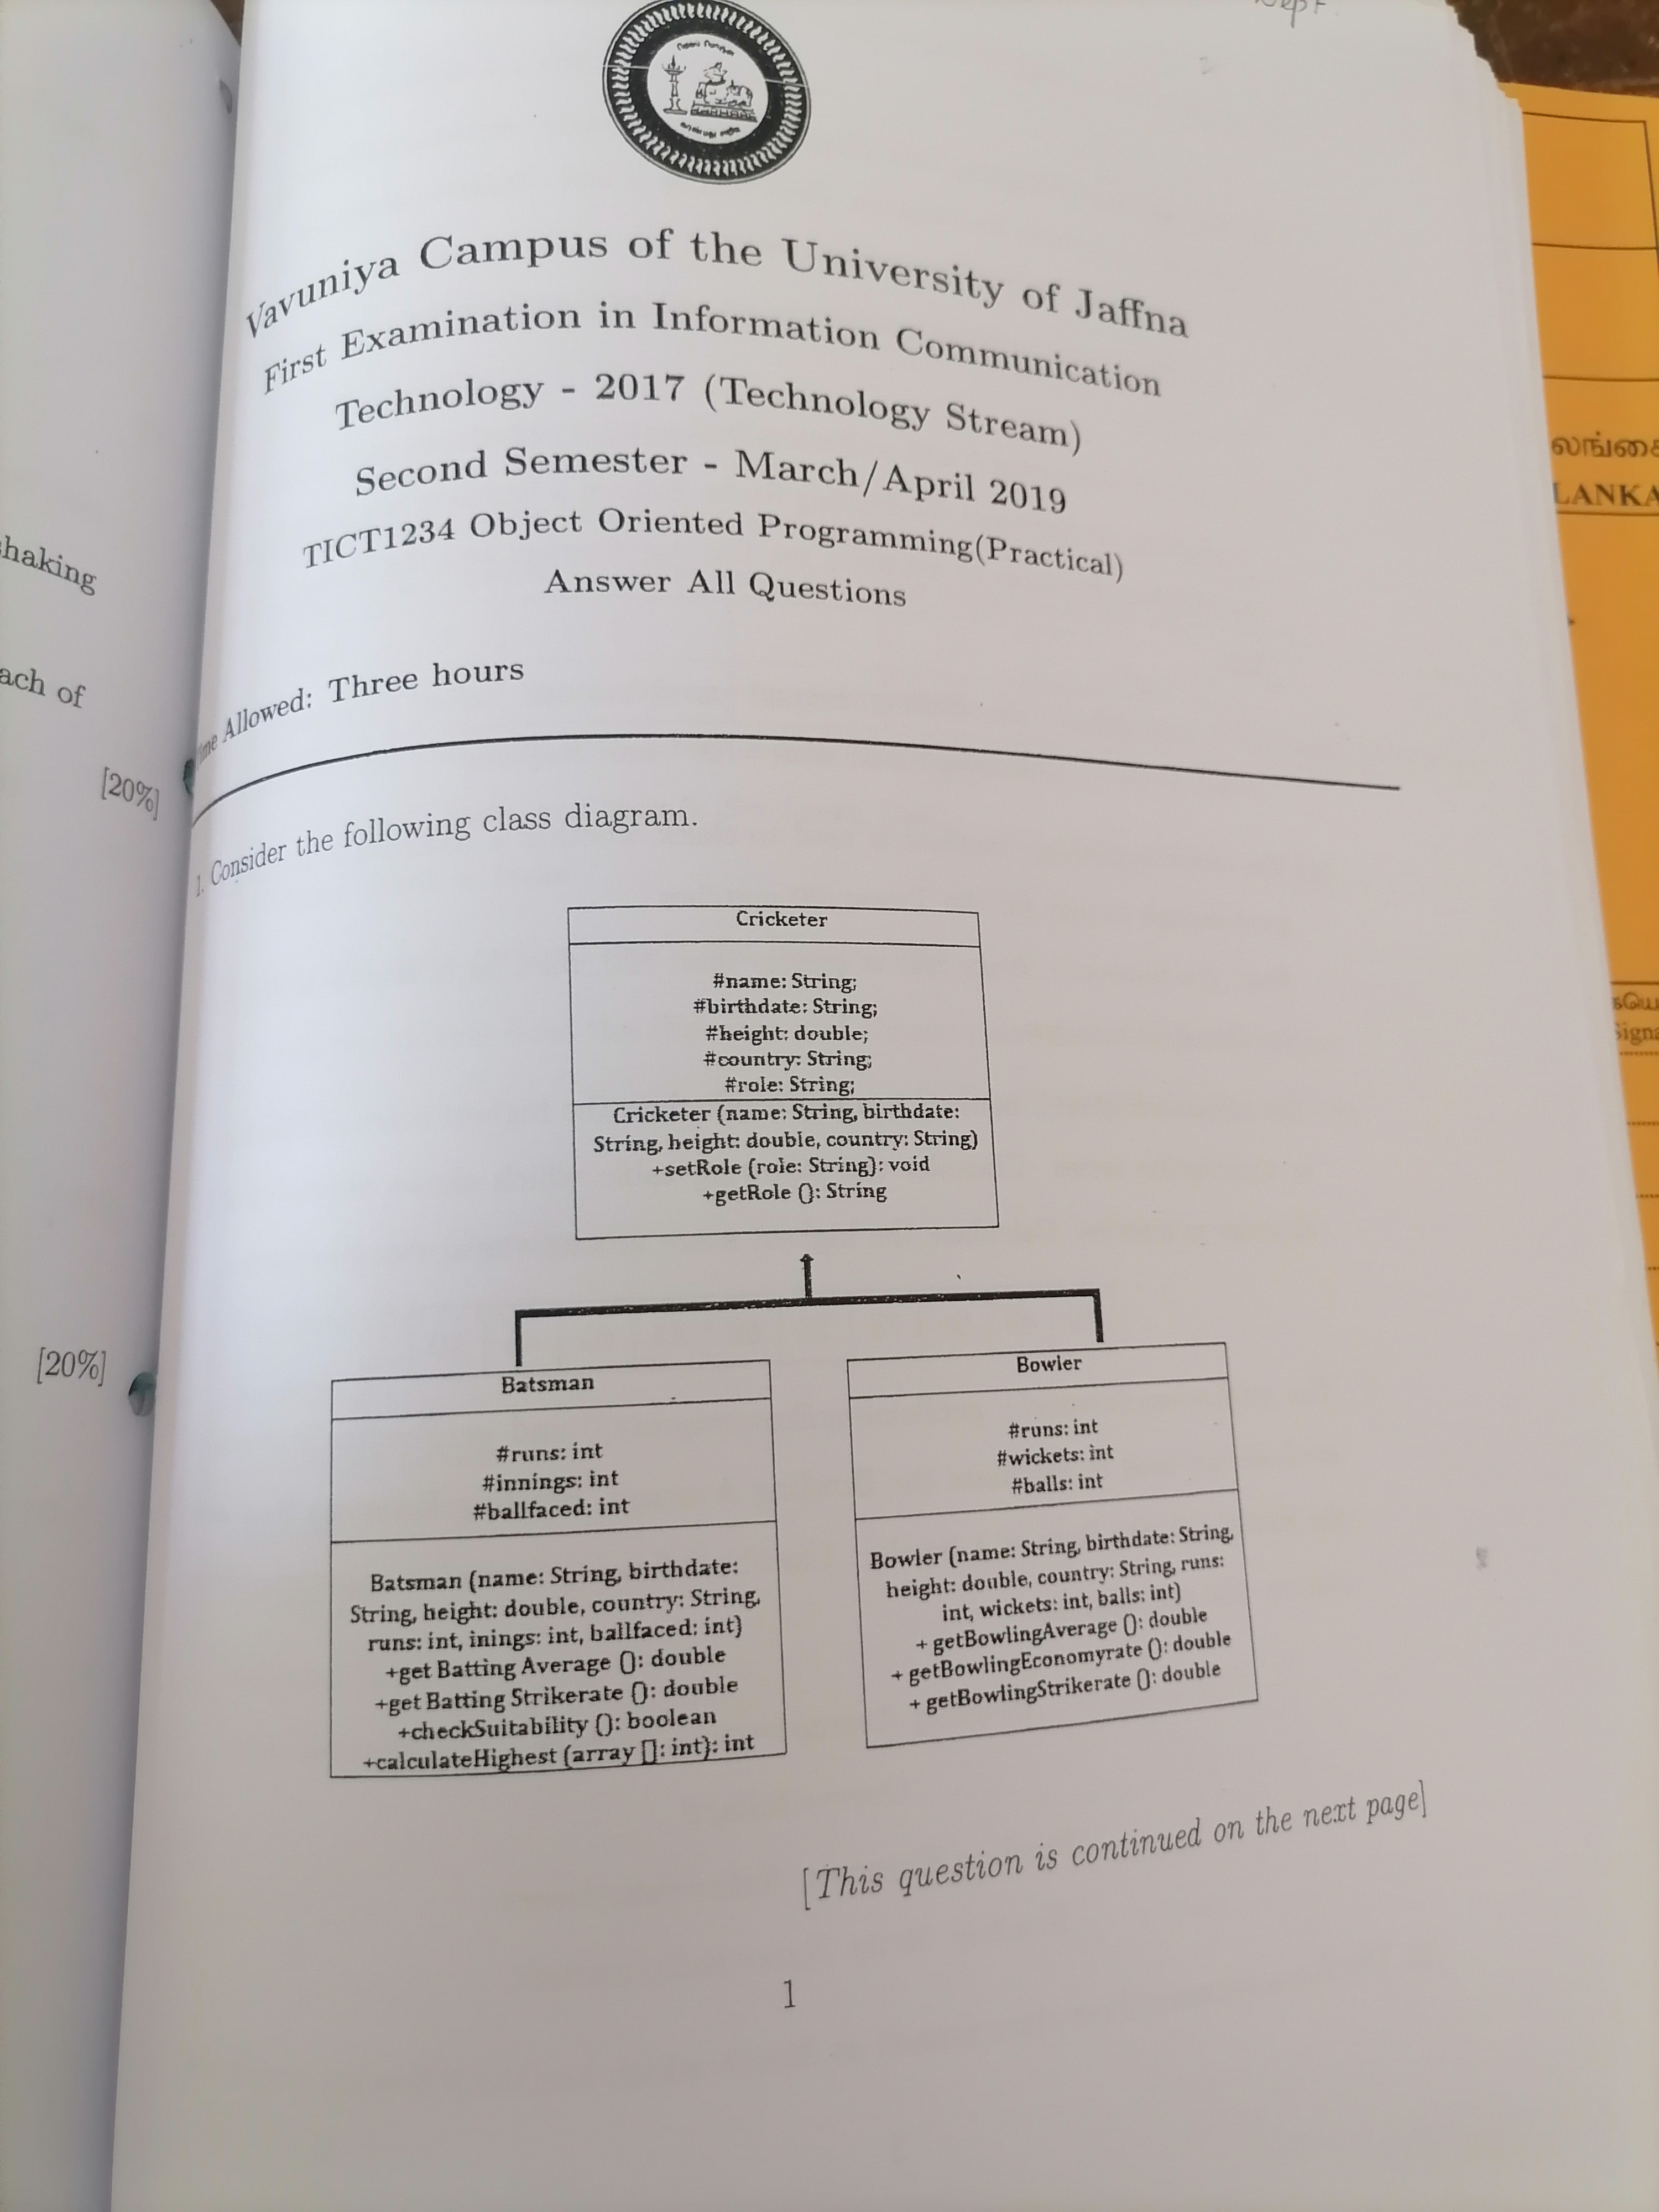 Dept
Vavuniya Campus of the University of Jaffna
First Examination in Information Communication
Technology - 2017 (Technology Stream)
Second Semester - March/April 2019
TICT1234 Object Oriented Programming(Practical)
Answer All Questions
Allowed: Three hours
1. Consider the following class diagram.
Cricketer
#name: String;
#birthdate: String;
#height: double;
#country: String;
#role: String;
Cricketer (name: String, birthdate:
String, height: double, country: String)
+setRole (role: String): void
+getRole (): String
Batsman
#runs: int
#innings: int
#ballfaced: int
Batsman (name: String, birthdate:
String, height: double, country: String,
runs: int, inings: int, ballfaced: int)
+get Batting Average (): double
+get Batting Strikerate (): double
+checkSuitability (): boolean
+calculateHighest (array []: int): int
Bowler
#runs: int
#wickets: int
#balls: int
Bowler (name: String, birthdate: String,
height: double, country: String, runs:
int, wickets: int, balls: int)
+ getBowlingAverage (): double
+ getBowlingEconomyrate (): double
+ getBowlingStrikerate (): double
[This question is continued on the next page]
1
haking
ach of
[20%]
[20%]
லங்கை
LANKA